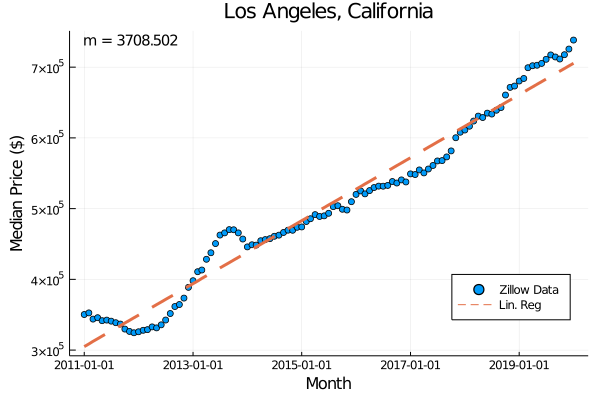 Los Angeles, California
m = 3708.502
7×10⁵
6×10⁵
5×10⁵
4×10⁵
3×10⁵
Median Price ($)
Zillow Data
Lin. Reg
2011-01-01 2013-01-01 2015-01-01 2017-01-01 2019-01-01
Month